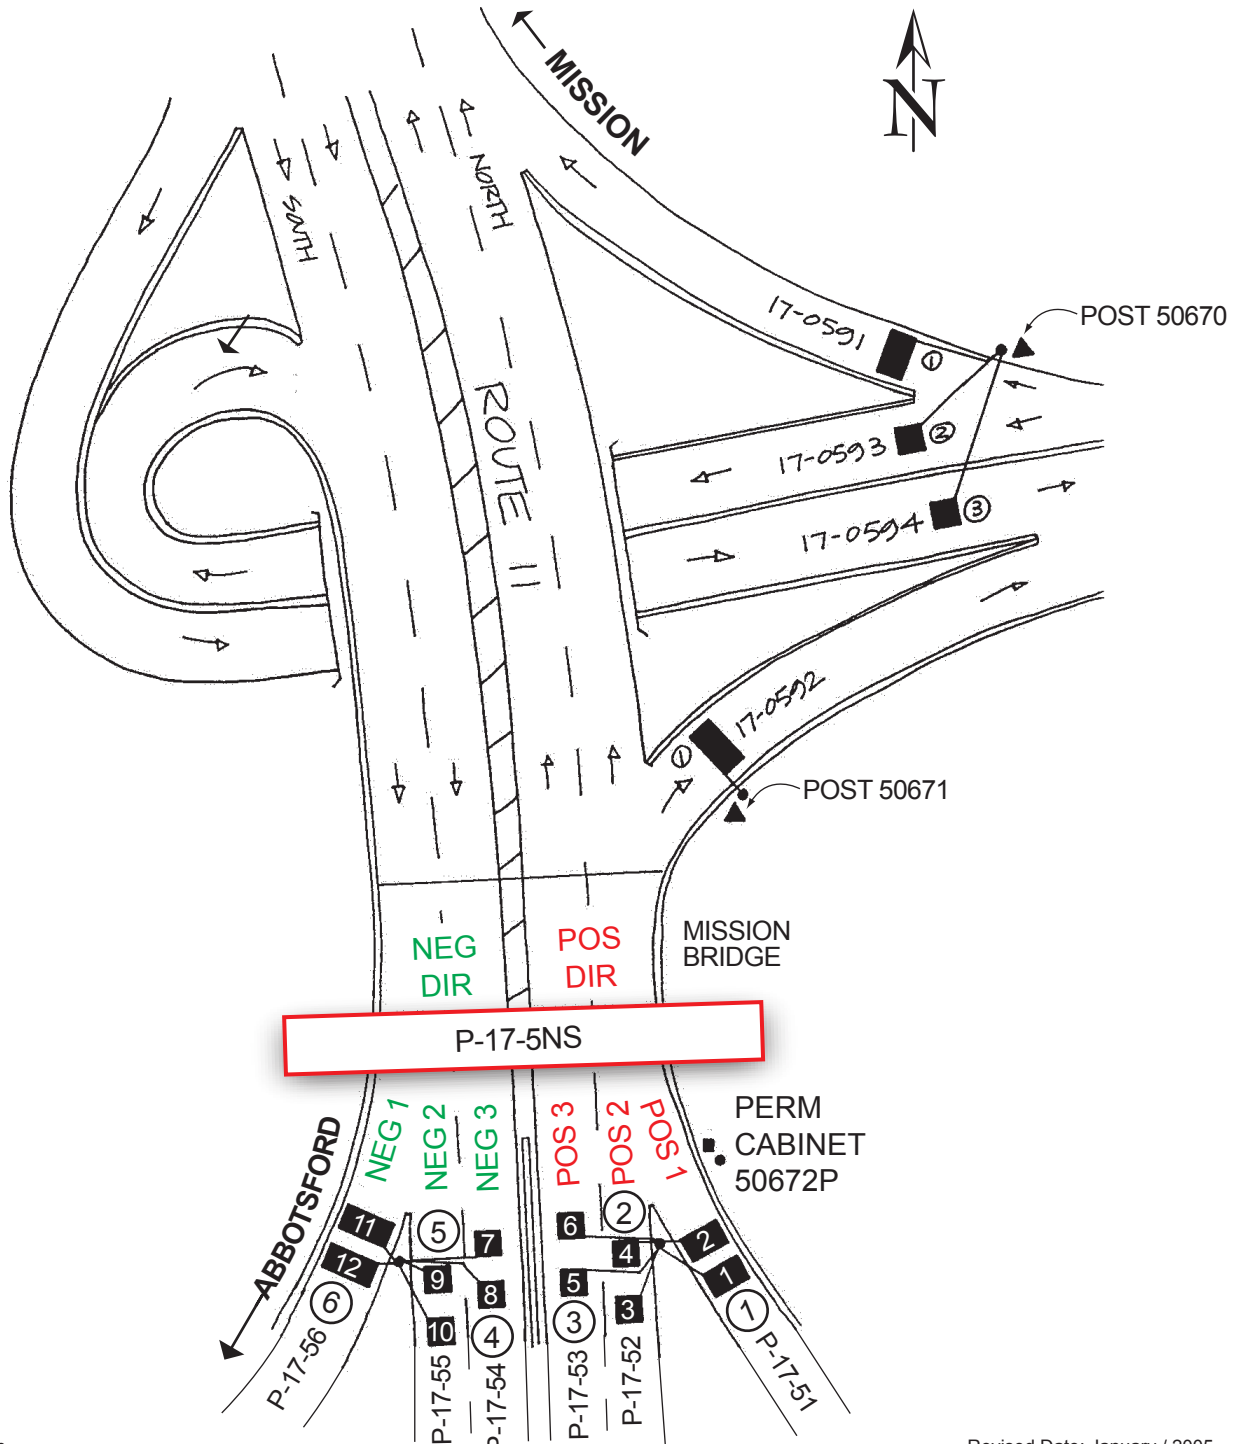 MISSION
N
SOUTH
NORTH
17-0591
1
POST 50670
ROUTE 11
17-0593
2
17-0594
3
17-0592
1
POST 50671
NEG
DIR
POS
DIR
MISSION
BRIDGE
P-17-5NS
ABBOTSFORD
NEG 1
NEG 2
NEG 3
POS 3
POS 2
POS 1
PERM
CABINET
50672P
11
12
5
7
9
8
10
6
4
6
2
4
5
3
3
2
1
1
P-17-56
P-17-55
P-17-54
P-17-53
P-17-52
P-17-51